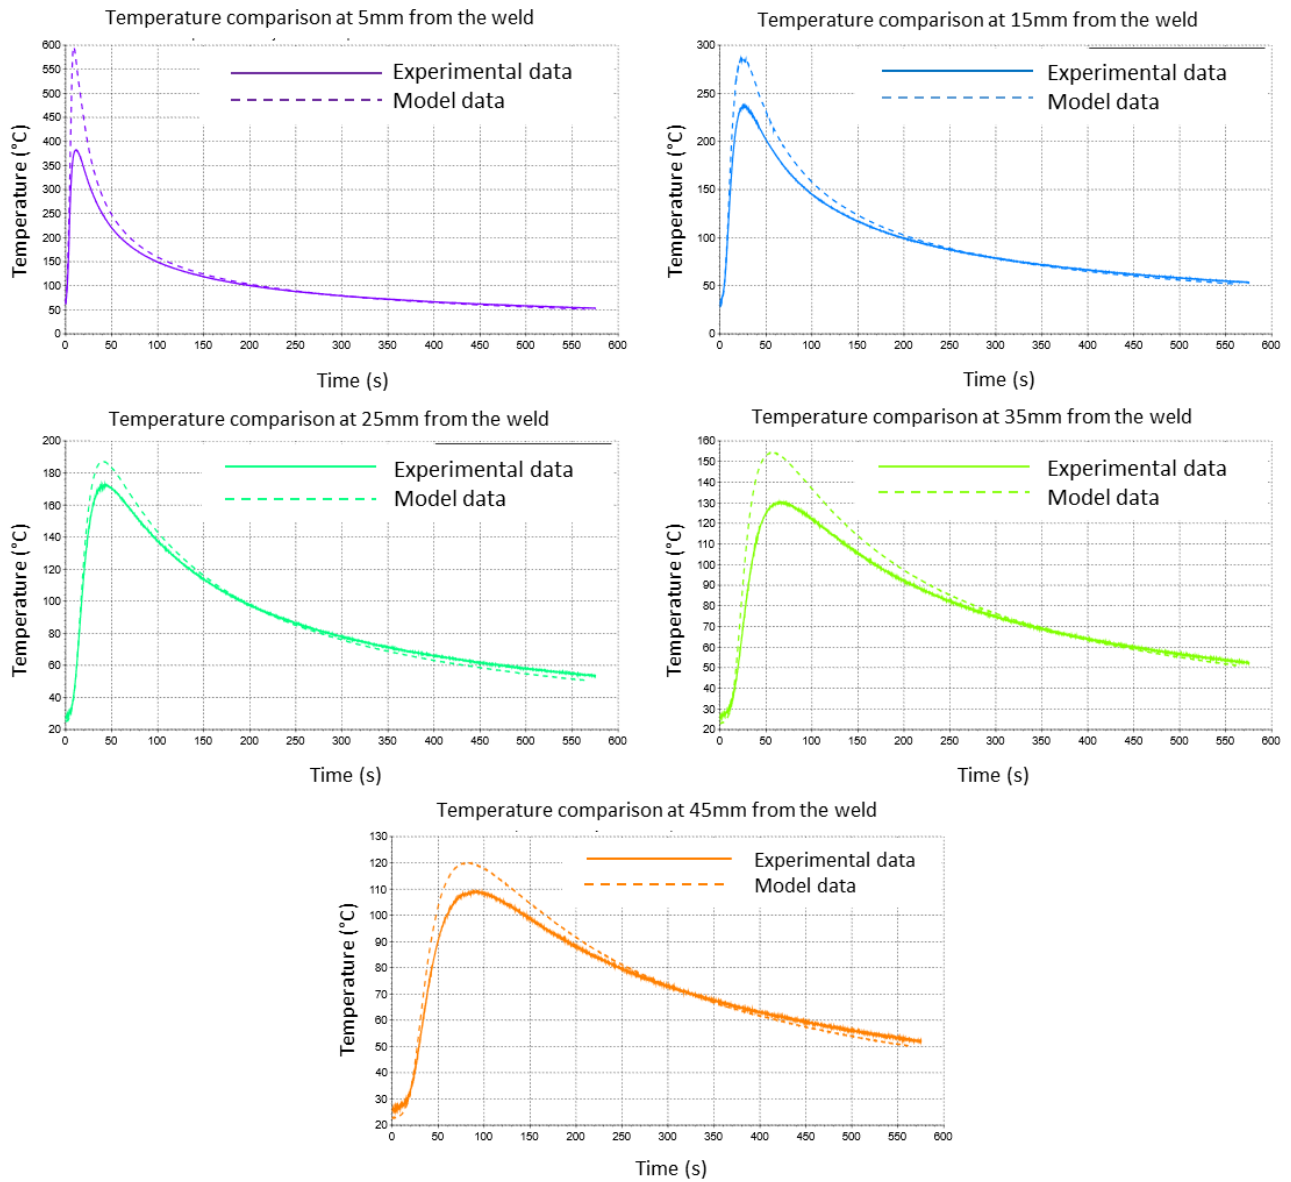 Temperature comparison at 5mm from the weld
Experimental data
Model data
Temperature (°C)
600
550
500
450
400
350
300
250
200
150
100
50
0
0 50 100 150 200 250 300 350 400 450 500 550 600
Time (s)
Temperature comparison at 15mm from the weld
Experimental data
Model data
Temperature (°C)
300
250
200
150
100
50
0
0 50 100 150 200 250 300 350 400 450 500 550 600
Time (s)
Temperature comparison at 25mm from the weld
Experimental data
Model data
Temperature (°C)
200
180
160
140
120
100
80
60
40
20
0 50 100 150 200 250 300 350 400 450 500 550 600
Time (s)
Temperature comparison at 35mm from the weld
Experimental data
Model data
Temperature (°C)
160
150
140
130
120
110
100
90
80
70
60
50
40
30
20
0 50 100 150 200 250 300 350 400 450 500 550 600
Time (s)
Temperature comparison at 45mm from the weld
Experimental data
Model data
Temperature (°C)
130
120
110
100
90
80
70
60
50
40
30
20
0 50 100 150 200 250 300 350 400 450 500 550 600
Time (s)